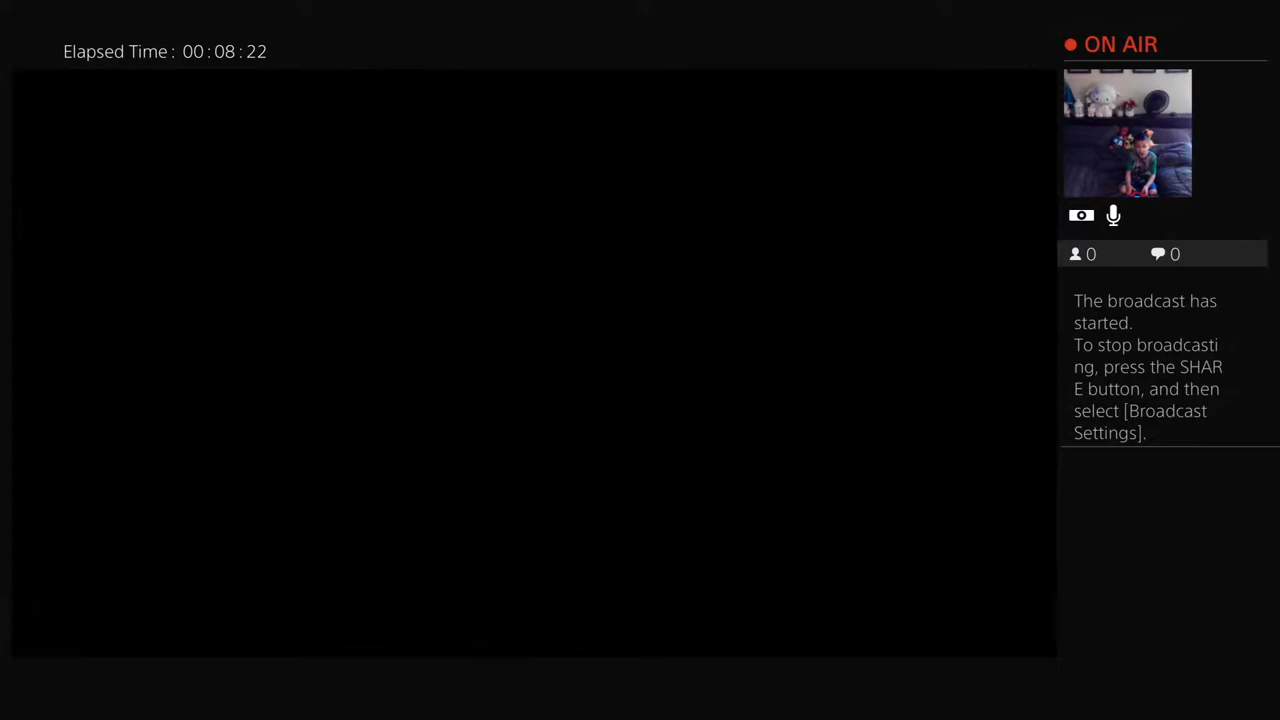 Elapsed Time: 00:08:22
ON AIR
0 0
The broadcast has
started.
To stop broadcasti
ng, press the SHAR
E button, and then
select [Broadcast
Settings].